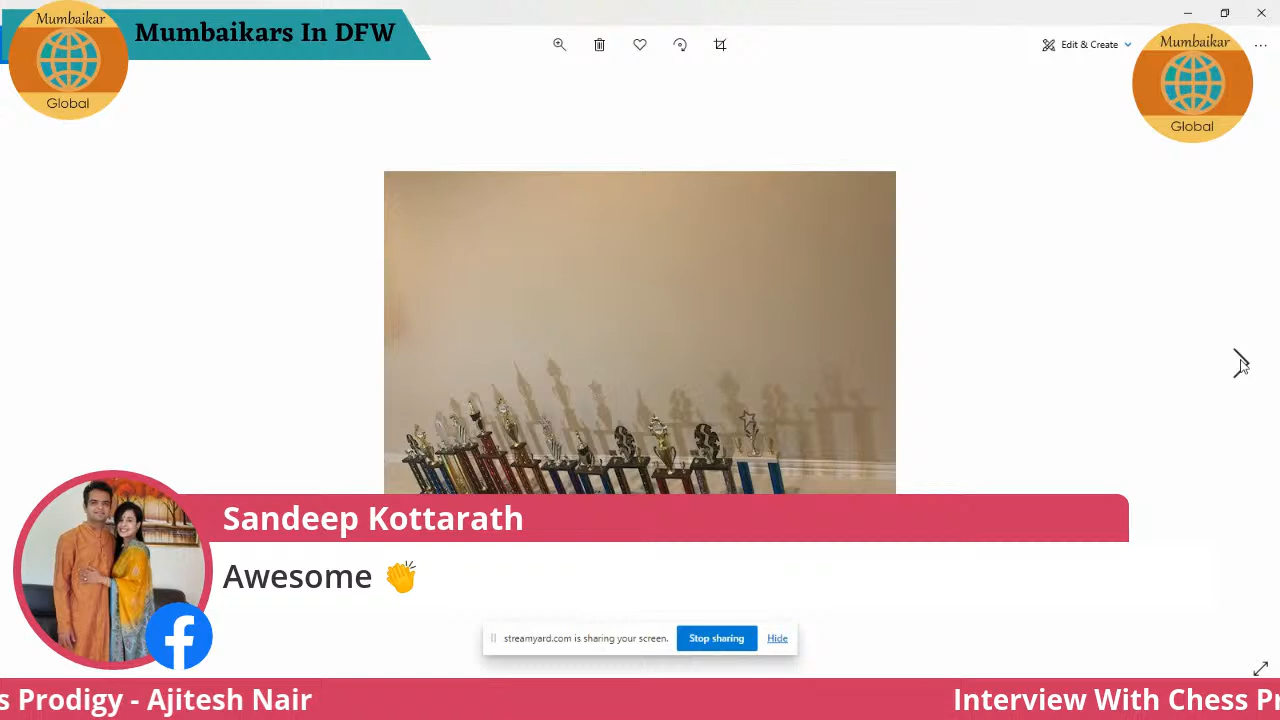 Mumbaikar
Global
Mumbaikars In DFW
Edit & Create
Mumbaikar
Global
Sandeep Kottarath
Awesome 👏
streamyard.com is sharing your screen.
Stop sharing
Hide
s Prodigy - Ajitesh Nair
Interview With Chess Pr